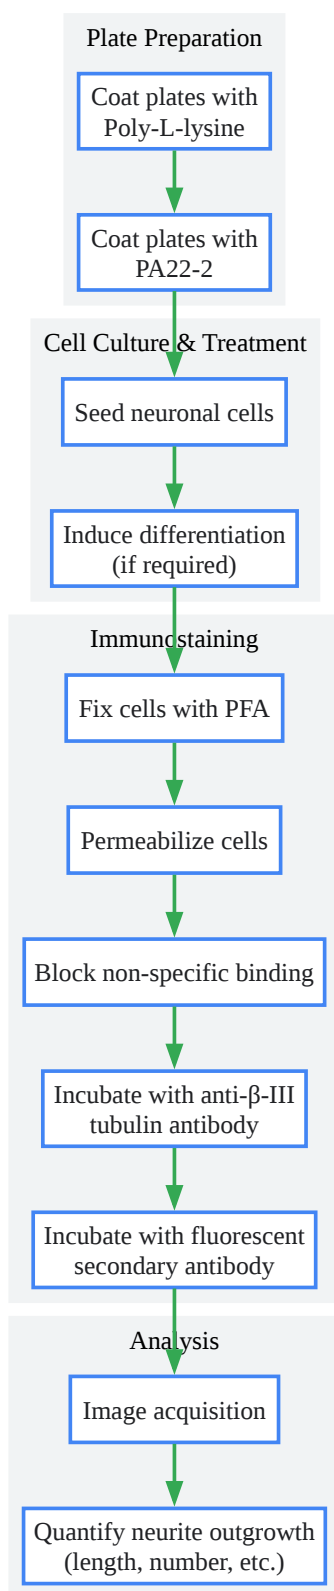 Plate Preparation
Coat plates with
Poly-L-lysine
Coat plates with
PA22-2
Cell Culture & Treatment
Seed neuronal cells
Induce differentiation
(if required)
Immunostaining
Fix cells with PFA
Permeabilize cells
Block non-specific binding
Incubate with anti-β-III
tubulin antibody
Incubate with fluorescent
secondary antibody
Analysis
Image acquisition
Quantify neurite outgrowth
(length, number, etc.)